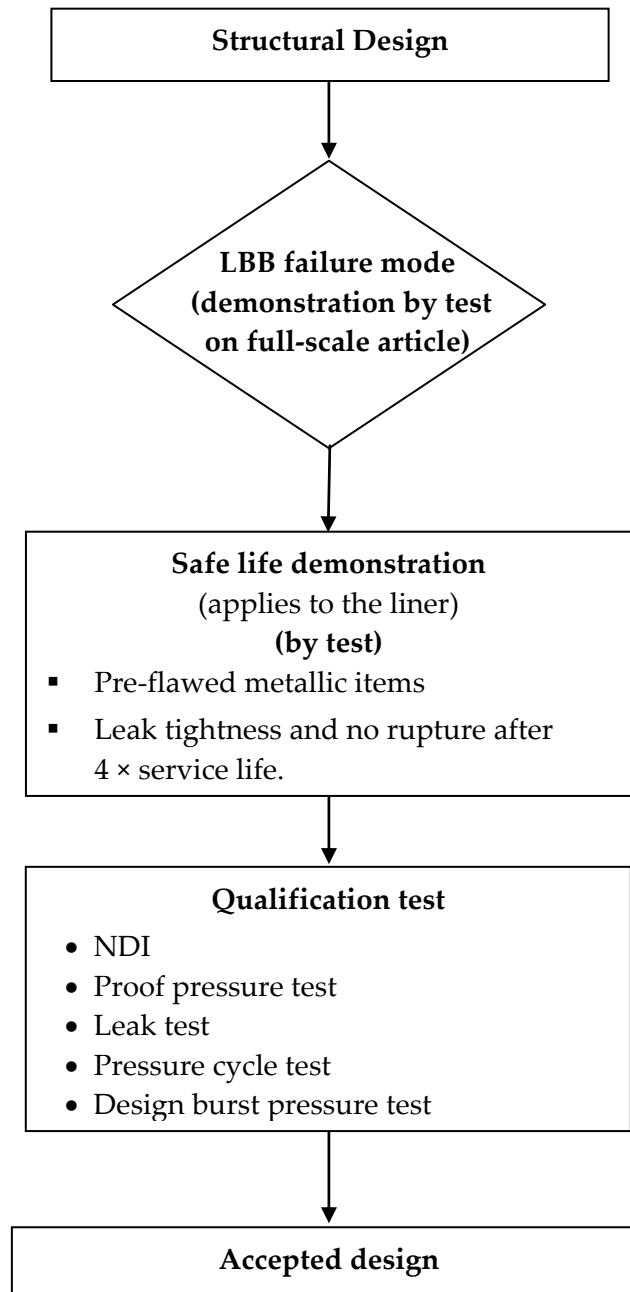 Structural Design
LBB failure mode
(demonstration by test
on full-scale article)
Safe life demonstration
(applies to the liner)
(by test)
▪ Pre-flawed metallic items
▪ Leak tightness and no rupture after
4 × service life.
Qualification test
• NDI
• Proof pressure test
• Leak test
• Pressure cycle test
• Design burst pressure test
Accepted design